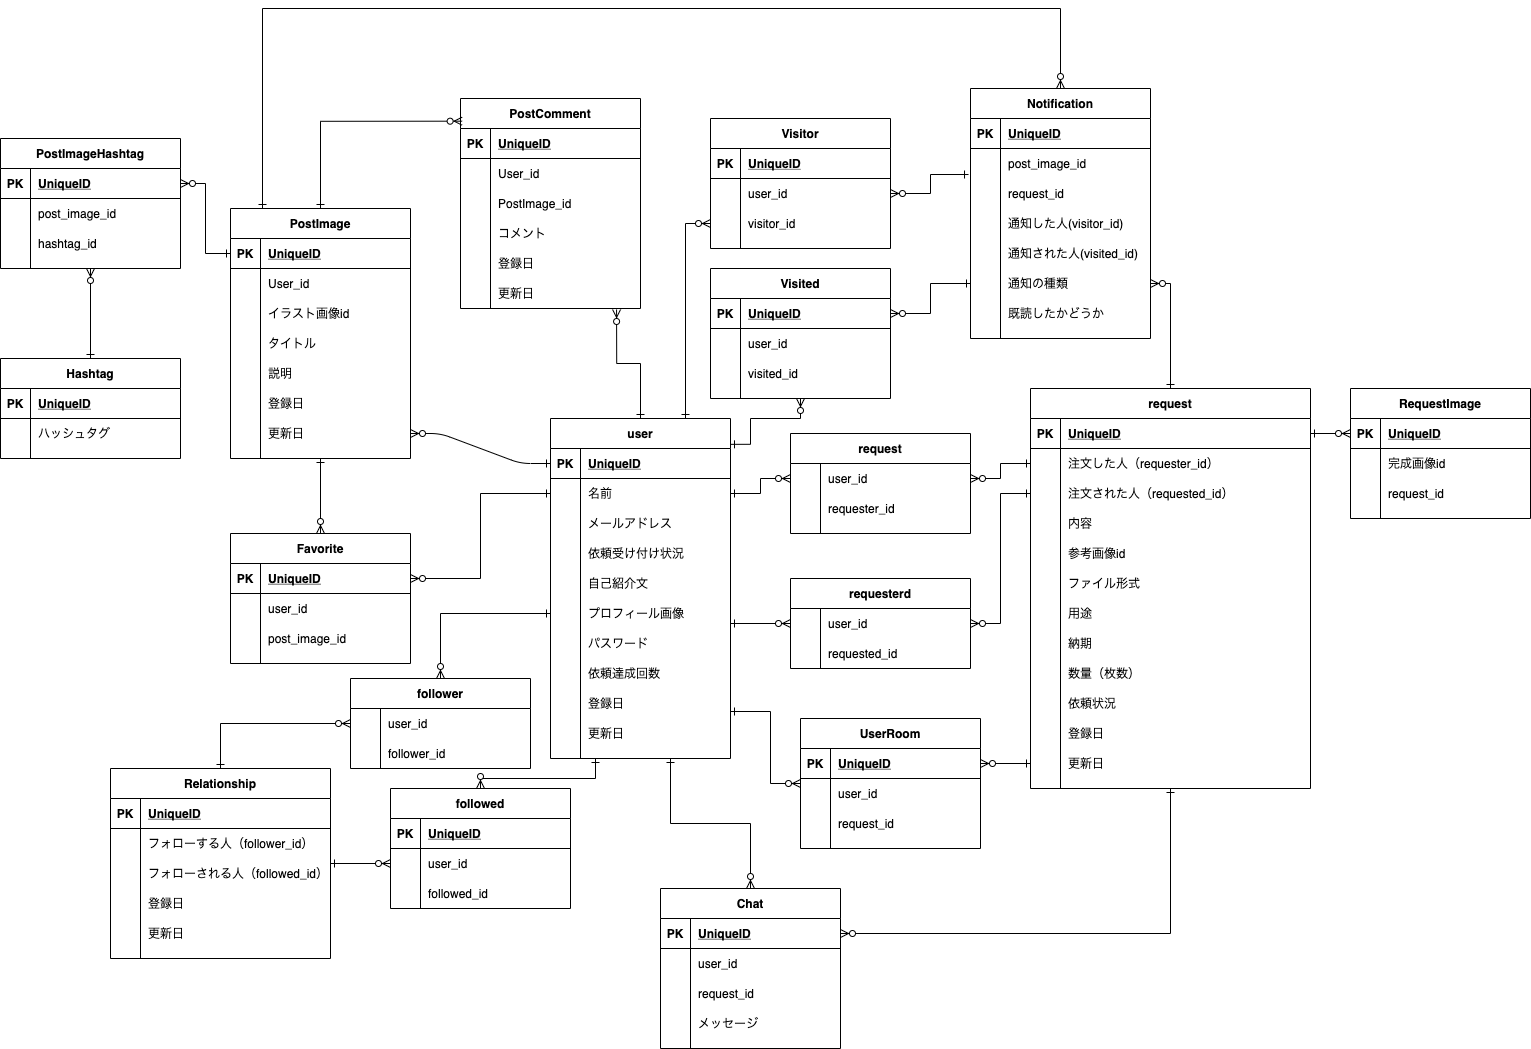 PostImageHashtag
PK
UniqueID
post_image_id
hashtag_id
Hashtag
PK
UniqueID
ハッシュタグ
PostImage
PK
UniqueID
User_id
イラスト画像id
タイトル
説明
登録日
更新日
PostComment
PK
UniqueID
User_id
PostImage_id
コメント
登録日
更新日
Visitor
PK
UniqueID
user_id
visitor_id
Visited
PK
UniqueID
user_id
visited_id
Notification
PK
UniqueID
post_image_id
request_id
通知した人(visitor_id)
通知された人(visited_id)
通知の種類
既読したかどうか
Favorite
PK
UniqueID
user_id
post_image_id
user
PK
UniqueID
名前
メールアドレス
依頼受け付け状況
自己紹介文
プロフィール画像
パスワード
依頼達成回数
登録日
更新日
request
user_id
requester_id
requesterd
user_id
requested_id
request
PK
UniqueID
注文した人（requester_id）
注文された人（requested_id）
内容
参考画像id
ファイル形式
用途
納期
数量（枚数）
依頼状況
登録日
更新日
RequestImage
PK
UniqueID
完成画像id
request_id
follower
user_id
follower_id
Relationship
PK
UniqueID
フォローする人（follower_id）
フォローされる人（followed_id）
登録日
更新日
followed
PK
UniqueID
user_id
followed_id
UserRoom
PK
UniqueID
user_id
request_id
Chat
PK
UniqueID
user_id
request_id
メッセージ